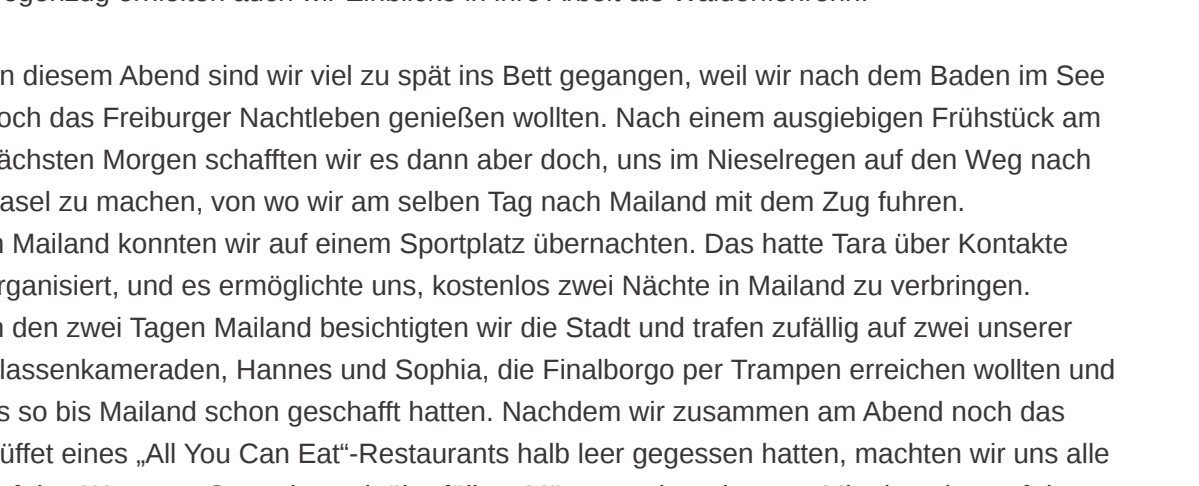 n diesem Abend sind wir viel zu spät ins Bett gegangen, weil wir nach dem Baden im See
och das Freiburger Nachtleben genießen wollten. Nach einem ausgiebigen Frühstück am
ächsten Morgen schafften wir es dann aber doch, uns im Nieselregen auf den Weg nach
asel zu machen, von wo wir am selben Tag nach Mailand mit dem Zug fuhren.
n Mailand konnten wir auf einem Sportplatz übernachten. Das hatte Tara über Kontakte
rganisiert, und es ermöglichte uns, kostenlos zwei Nächte in Mailand zu verbringen.
n den zwei Tagen Mailand besichtigten wir die Stadt und trafen zufällig auf zwei unserer
lassenkameraden, Hannes und Sophia, die Finalborgo per Trampen erreichen wollten und
s so bis Mailand schon geschafft hatten. Nachdem wir zusammen am Abend noch das
üffet eines „All You Can Eat“-Restaurants halb leer gegessen hatten, machten wir uns alle